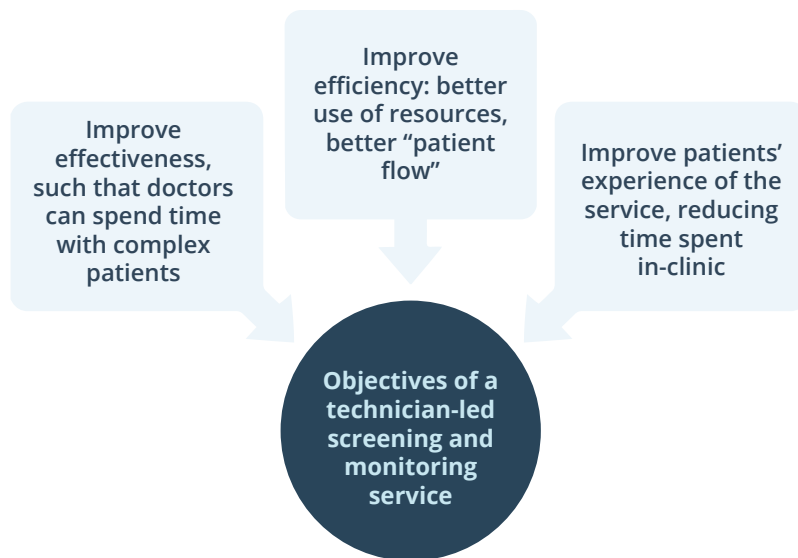 Improve
effectiveness,
such that doctors
can spend time
with complex
patients
Improve
efficiency: better
use of resources,
better “patient
flow”
Improve patients’
experience of the
service, reducing
time spent
in-clinic
Objectives of a
technician-led
screening and
monitoring
service